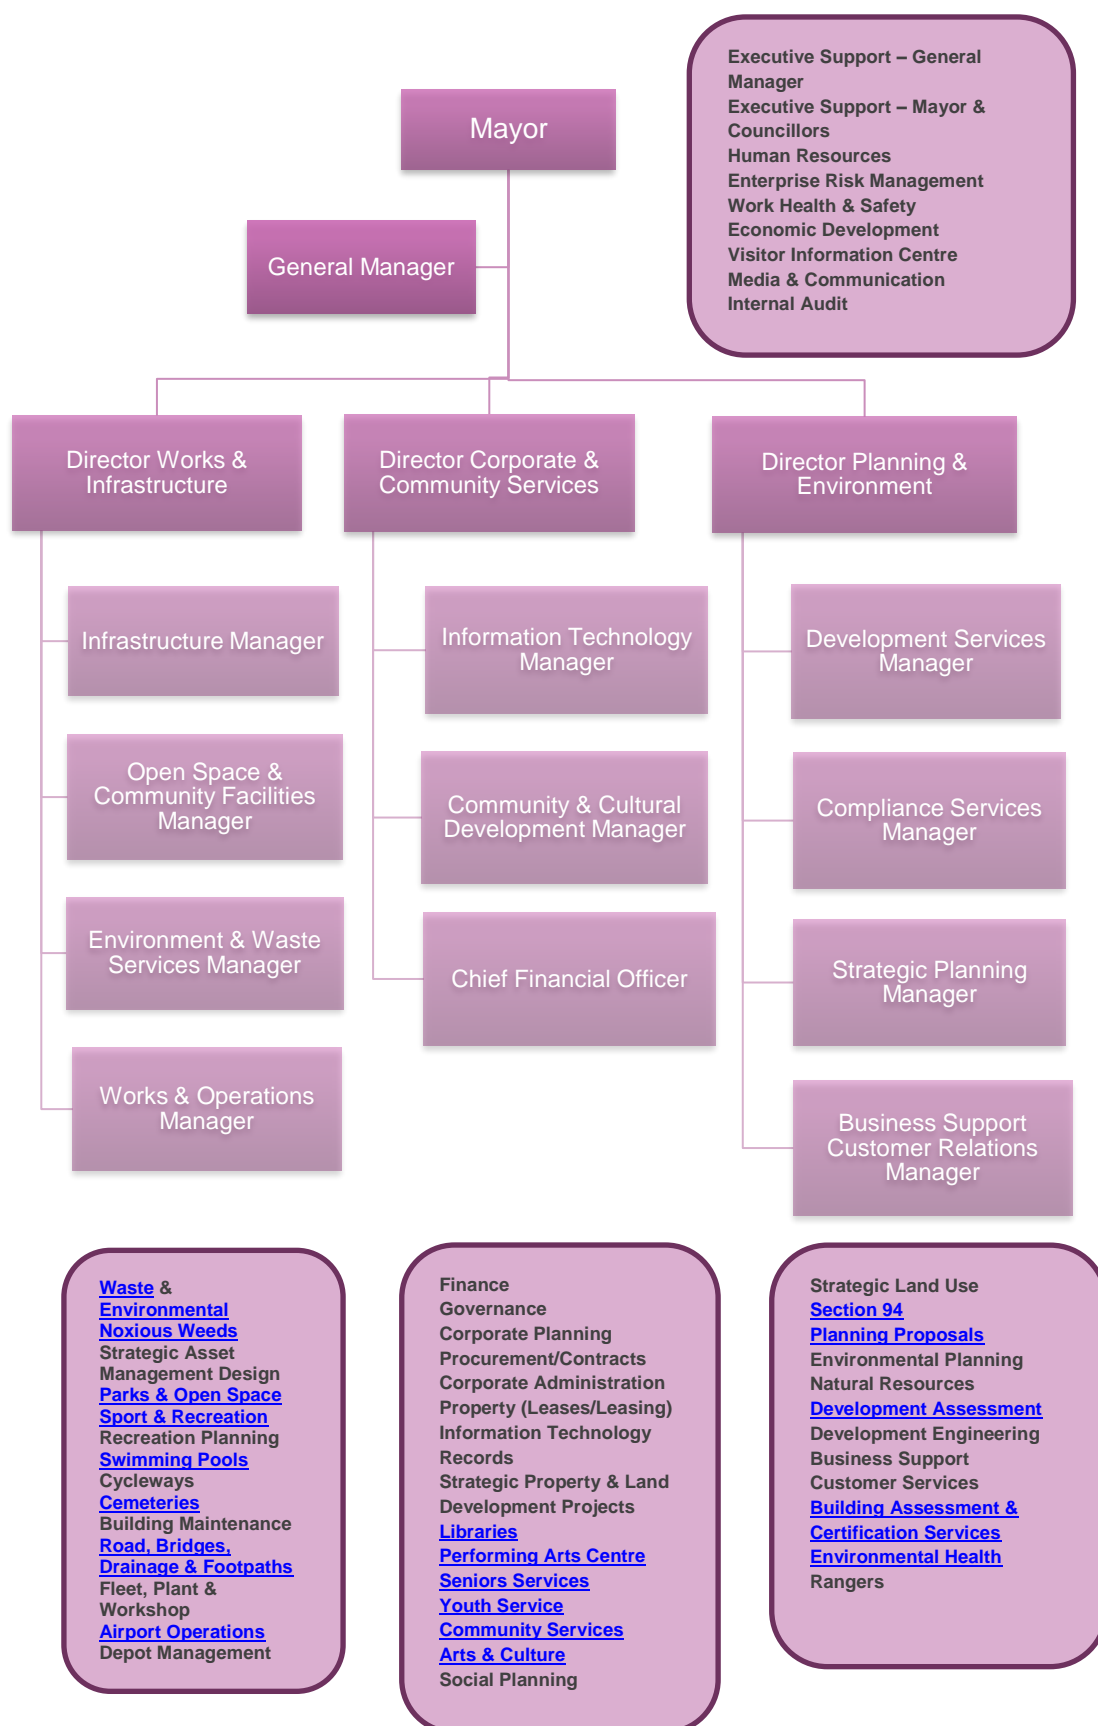 Executive Support – General
Manager
Executive Support – Mayor &
Councillors
Human Resources
Enterprise Risk Management
Work Health & Safety
Economic Development
Visitor Information Centre
Media & Communication
Internal Audit
Mayor
General Manager
Director Works &
Infrastructure
Director Corporate &
Community Services
Director Planning &
Environment
Infrastructure Manager
Open Space &
Community Facilities
Manager
Environment & Waste
Services Manager
Works & Operations
Manager
Information Technology
Manager
Community & Cultural
Development Manager
Chief Financial Officer
Development Services
Manager
Compliance Services
Manager
Strategic Planning
Manager
Business Support
Customer Relations
Manager
Waste &
Environmental
Noxious Weeds
Strategic Asset
Management Design
Parks & Open Space
Sport & Recreation
Recreation Planning
Swimming Pools
Cycleways
Cemeteries
Building Maintenance
Road, Bridges,
Drainage & Footpaths
Fleet, Plant &
Workshop
Airport Operations
Depot Management
Finance
Governance
Corporate Planning
Procurement/Contracts
Corporate Administration
Property (Leases/Leasing)
Information Technology
Records
Strategic Property & Land
Development Projects
Libraries
Performing Arts Centre
Seniors Services
Youth Service
Community Services
Arts & Culture
Social Planning
Strategic Land Use
Section 94
Planning Proposals
Environmental Planning
Natural Resources
Development Assessment
Development Engineering
Business Support
Customer Services
Building Assessment &
Certification Services
Environmental Health
Rangers